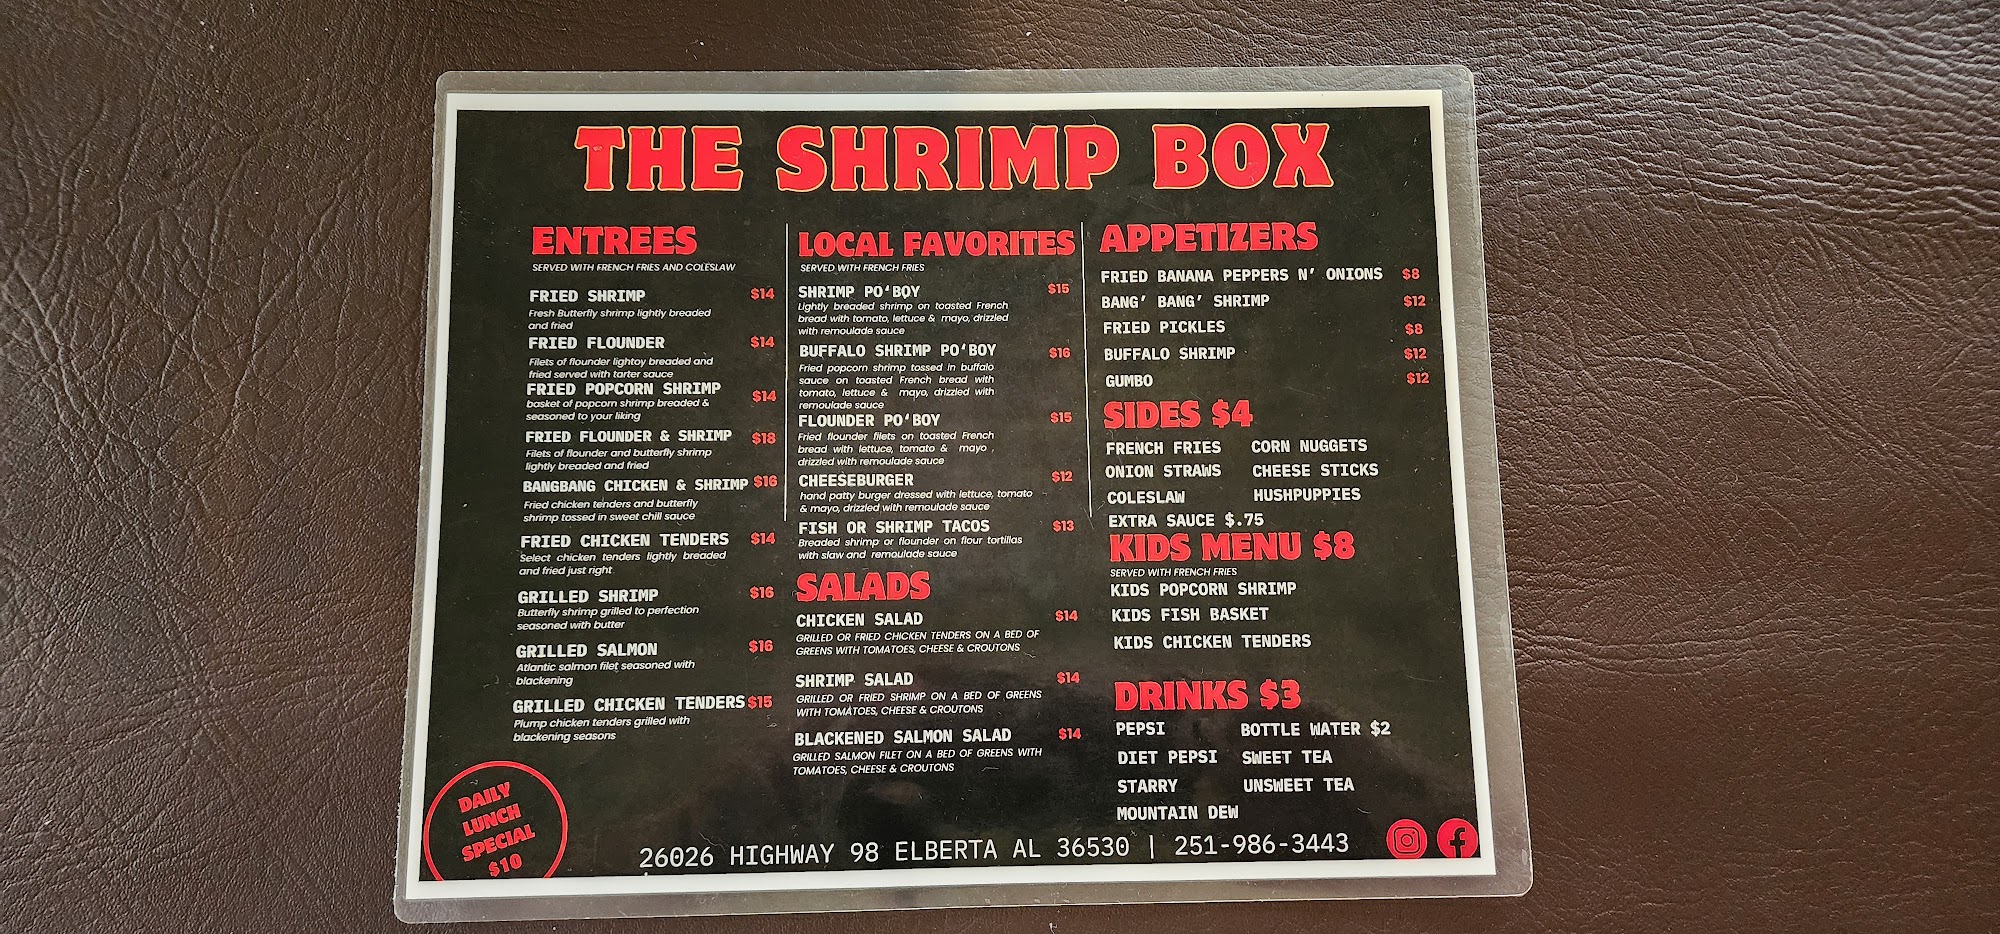 THE SHRIMP BOX
ENTREES
SERVED WITH FRENCH FRIES AND COLESLAW
FRIED SHRIMP $14
Fresh Butterfly shrimp lightly breaded
and fried
FRIED FLOUNDER $14
Filets of flounder lightoy breaded and
fried served with tarter sauce
FRIED POPCORN SHRIMP $14
basket of popcorn shrimp breaded &
seasoned to your liking
FRIED FLOUNDER & SHRIMP $18
Filets of flounder and butterfly shrimp
lightly breaded and fried
BANGBANG CHICKEN & SHRIMP $16
Fried chicken tenders and butterfly
shrimp tossed in sweet chill sauce
FRIED CHICKEN TENDERS $14
Select chicken tenders lightly breaded
and fried just right
GRILLED SHRIMP $16
Butterfly shrimp grilled to perfection
seasoned with butter
GRILLED SALMON $16
Atlantic salmon filet seasoned with
blackening
GRILLED CHICKEN TENDERS $15
Plump chicken tenders grilled with
blackening seasons
DAILY
LUNCH
SPECIAL
$10
LOCAL FAVORITES
SERVED WITH FRENCH FRIES
SHRIMP PO‘BOY $15
Lightly breaded shrimp on toasted French
bread with tomato, lettuce & mayo, drizzled
with remoulade sauce
BUFFALO SHRIMP PO‘BOY $16
Fried popcorn shrimp tossed in buffalo
sauce on toasted French bread with
tomato, lettuce & mayo, drizzled with
remoulade sauce
FLOUNDER PO‘BOY $15
Fried flounder filets on toasted French
bread with lettuce, tomato & mayo ,
drizzled with remoulade sauce
CHEESEBURGER $12
hand patty burger dressed with lettuce, tomato
& mayo, drizzled with remoulade sauce
FISH OR SHRIMP TACOS $13
Breaded shrimp or flounder on flour tortillas
with slaw and remoulade sauce
SALADS
CHICKEN SALAD $14
GRILLED OR FRIED CHICKEN TENDERS ON A BED OF
GREENS WITH TOMATOES, CHEESE & CROUTONS
SHRIMP SALAD $14
GRILLED OR FRIED SHRIMP ON A BED OF GREENS
WITH TOMATOES, CHEESE & CROUTONS
BLACKENED SALMON SALAD $14
GRILLED SALMON FILET ON A BED OF GREENS WITH
TOMATOES, CHEESE & CROUTONS
APPETIZERS
FRIED BANANA PEPPERS N’ ONIONS $8
BANG’ BANG’ SHRIMP $12
FRIED PICKLES $8
BUFFALO SHRIMP $12
GUMBO $12
SIDES $4
FRENCH FRIES CORN NUGGETS
ONION STRAWS CHEESE STICKS
COLESLAW HUSHPUPPIES
EXTRA SAUCE $.75
KIDS MENU $8
SERVED WITH FRENCH FRIES
KIDS POPCORN SHRIMP
KIDS FISH BASKET
KIDS CHICKEN TENDERS
DRINKS $3
PEPSI BOTTLE WATER $2
DIET PEPSI SWEET TEA
STARRY UNSWEET TEA
MOUNTAIN DEW
26026 HIGHWAY 98 ELBERTA AL 36530 | 251-986-3443